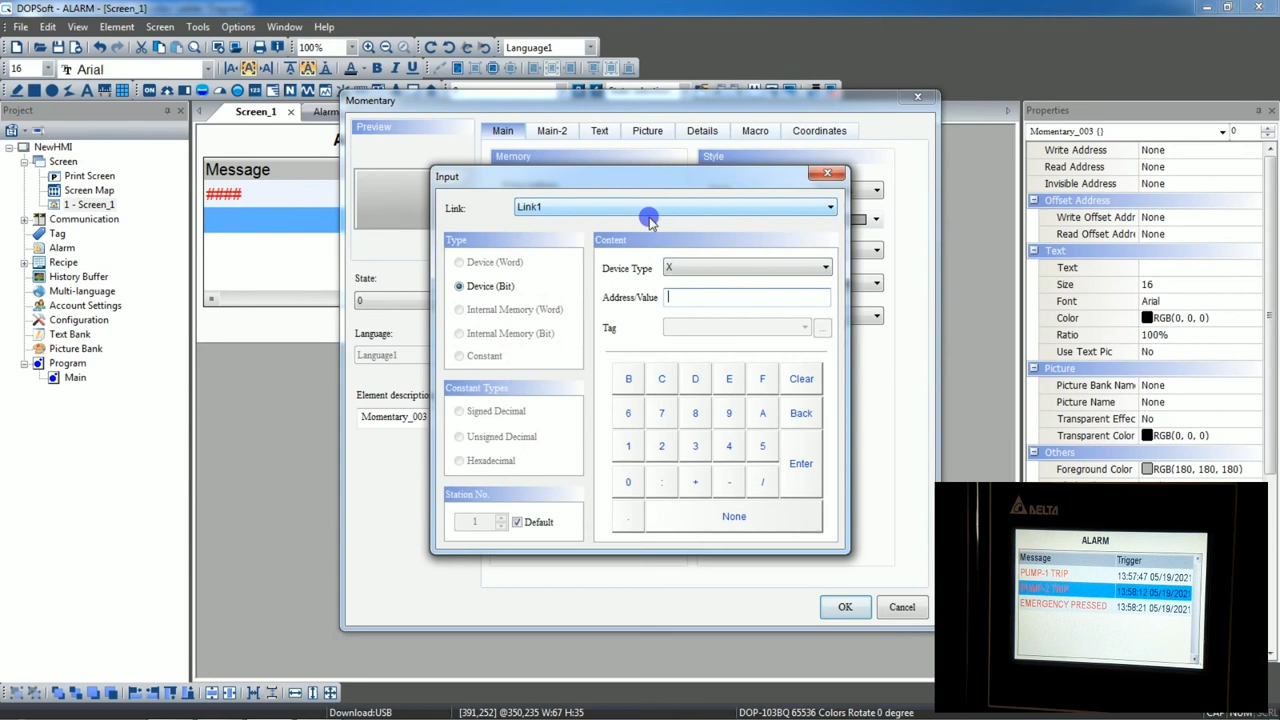 DOPSoft - ALARM - [Screen_1]
File Edit View Element Screen Tools Options Window Help
100%
Language1
16 Arial
Project
NewHMI
Screen
Print Screen
Screen Map
1 - Screen_1
Communication
Tag
Alarm
Recipe
History Buffer
Multi-language
Account Settings
Configuration
Text Bank
Picture Bank
Program
Main
Screen_1
Alarm
Message
####
Momentary
Preview
Main Main-2 Text Picture Details Macro Coordinates
Memory
Style
State:
0
Language:
Language1
Element description
Momentary_003
OK Cancel
Input
Link: Link1
Type
Device (Word)
Device (Bit)
Internal Memory (Word)
Internal Memory (Bit)
Constant
Constant Types
Signed Decimal
Unsigned Decimal
Hexadecimal
Station No.
1 Default
Content
Device Type X
Address/Value
Tag ...
B C D E F Clear
6 7 8 9 A Back
1 2 3 4 5 Enter
0 : + - /
. None
Properties
Momentary_003 {} 0
Write Address None
Read Address None
Invisible Address None
Offset Address
Write Offset Addr None
Read Offset Addr None
Text
Text
Size 16
Font Arial
Color RGB(0, 0, 0)
Ratio 100%
Use Text Pic No
Picture
Picture Bank Nam None
Picture Name None
Transparent Effec No
Transparent Color RGB(0, 0, 0)
Others
Foreground Color RGB(180, 180, 180)
DELTA
ALARM
Message Trigger
PUMP-1 TRIP 13:57:47 05/19/2021
PUMP-2 TRIP 13:58:12 05/19/2021
EMERGENCY PRESSED 13:58:21 05/19/2021
Download:USB [391,252] @350,235 W:67 H:35 DOP-103BQ 65536 Colors Rotate 0 degree
CAP NUM SCRL